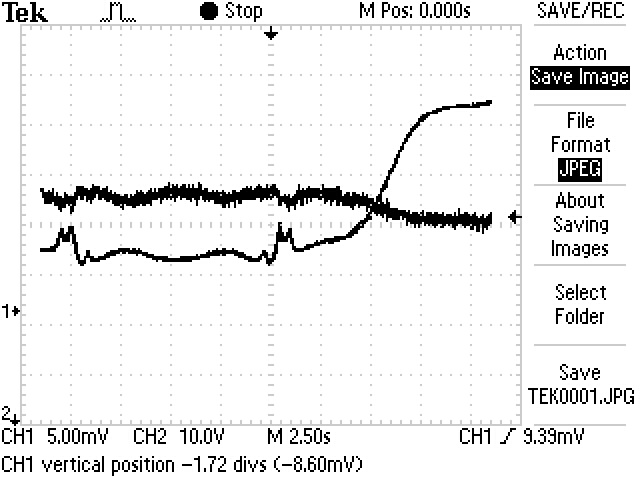 Tek Stop M Pos: 0.000s SAVE/REC
Action
Save Image
File
Format
JPEG
About
Saving
Images
Select
Folder
Save
TEK0001.JPG
1
2
CH1 5.00mV CH2 10.0V M 2.50s CH1 9.39mV
CH1 vertical position -1.72 divs (-8.60mV)